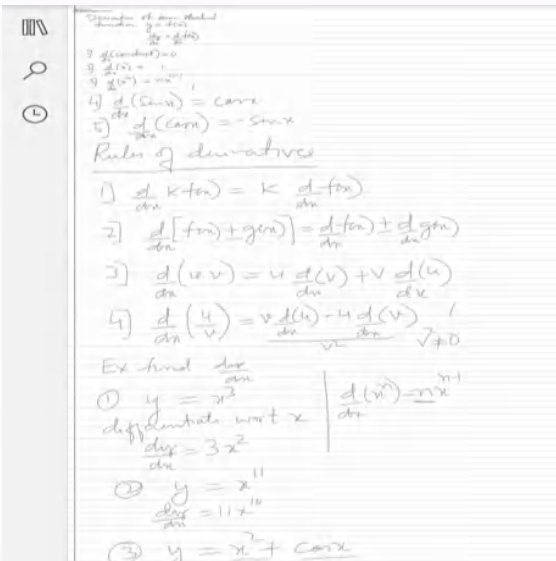 Derivative of some standard
function y = f(x)
dy/dx = d/dx f(x)
1) d/dx (constant) = 0
2) d/dx (x) = 1
3) d/dx (xⁿ) = nxⁿ⁻¹
4) d/dx (sinx) = cosx
5) d/dx (cosx) = -sinx
Rules of derivatives
1) d/dx k f(x) = k d/dx f(x)
2] d/dx [f(x) ± g(x)] = d/dx f(x) ± d/dx g(x)
3] d/dx (u v) = u d/dx (v) + v d/dx (u)
4] d/dx (u/v) = (v d/dx (u) - u d/dx (v))/v² , v ≠ 0
Ex find dy/dx
① y = x³
d/dx (xⁿ) = nxⁿ⁻¹
differentiate w.r.t x
dy/dx = 3x²
② y = x¹¹
dy/dx = 11x¹⁰
③ y = x² + cosx